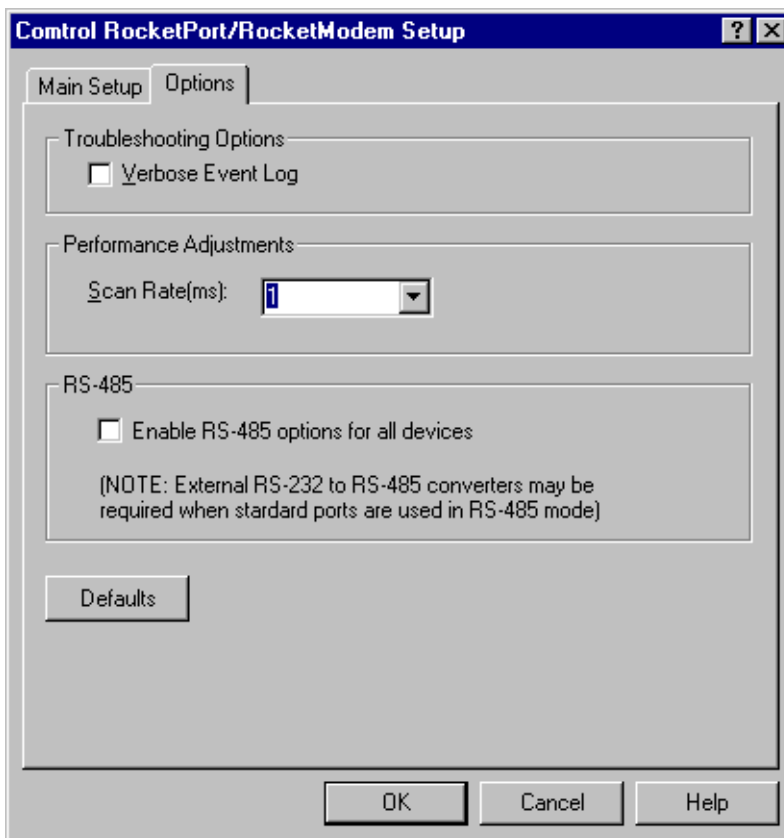 Comtrol RocketPort/RocketModem Setup
Main Setup
Options
Troubleshooting Options
Verbose Event Log
Performance Adjustments
Scan Rate(ms):
1
RS-485
Enable RS-485 options for all devices
(NOTE: External RS-232 to RS-485 converters may be
required when stardard ports are used in RS-485 mode)
Defaults
OK
Cancel
Help